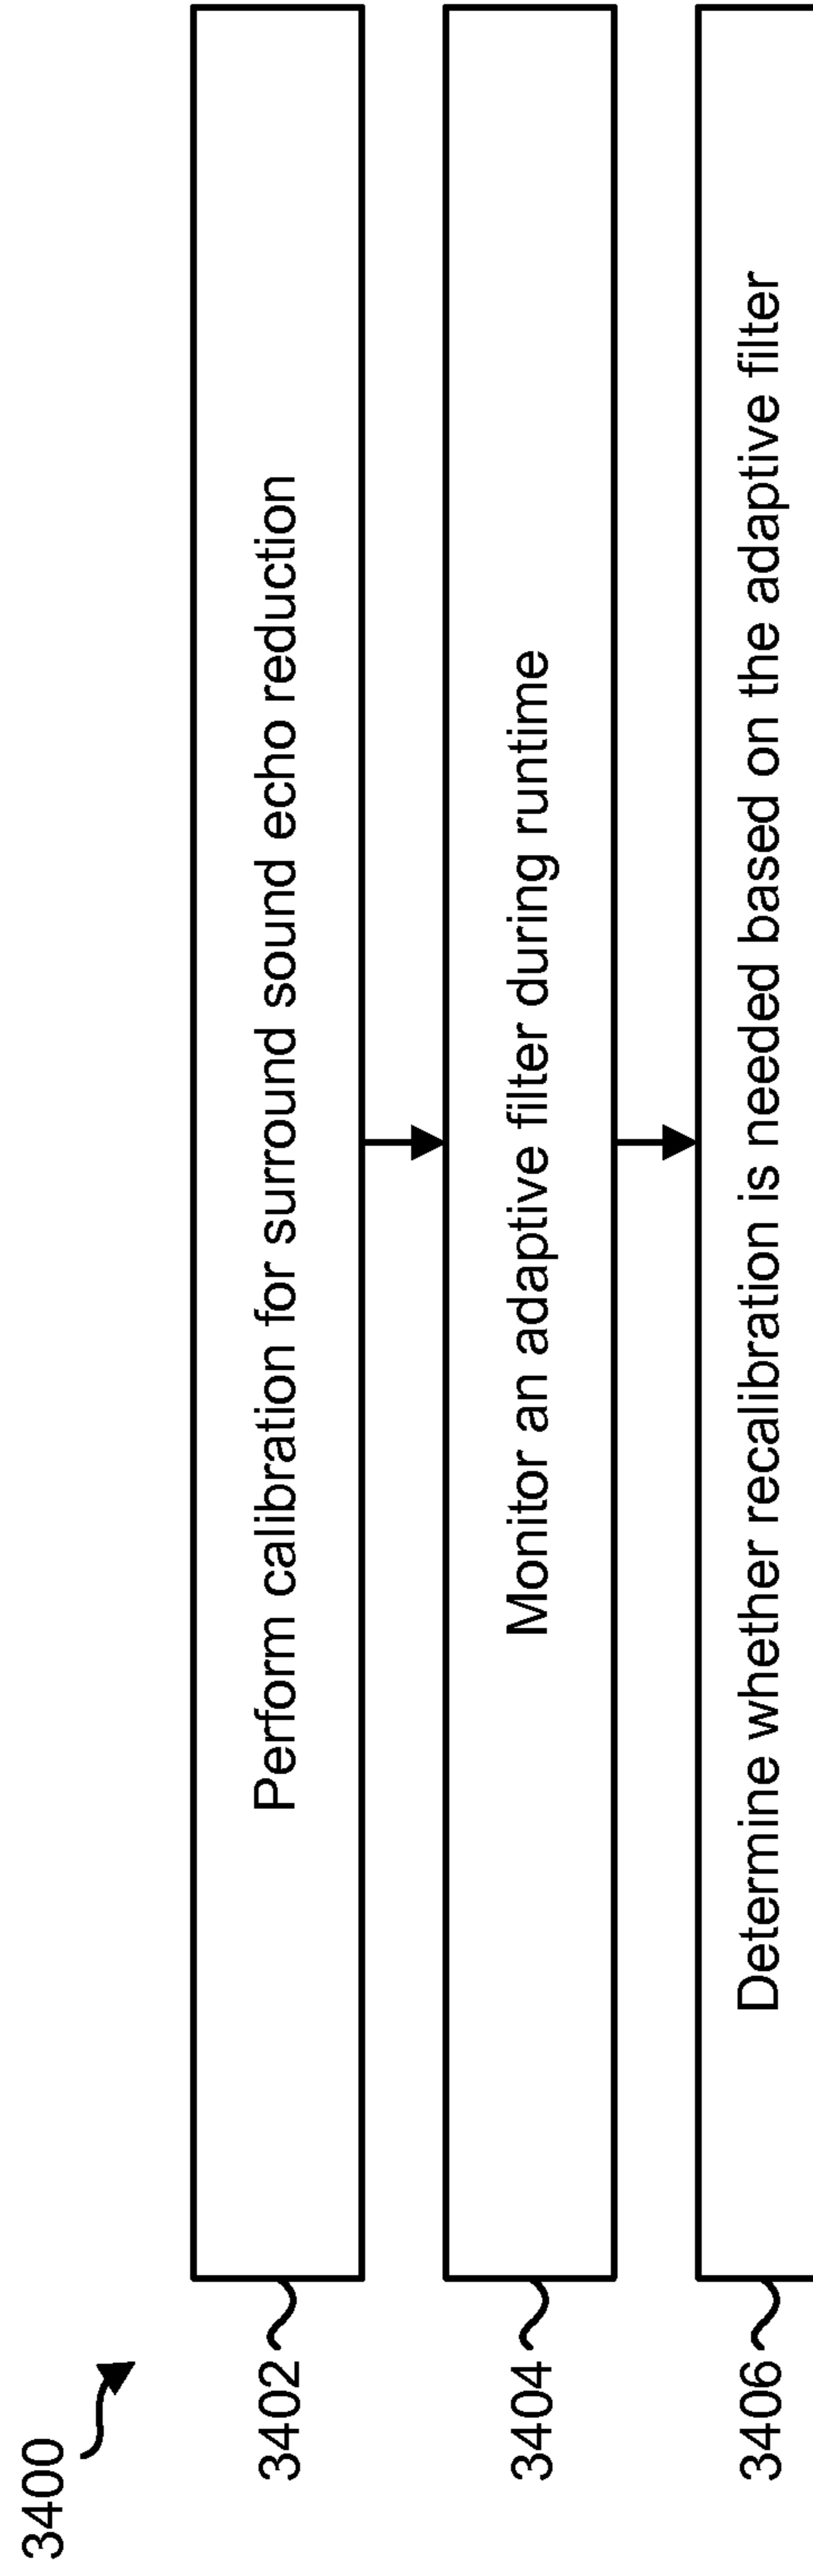 3400
3402
Perform calibration for surround sound echo reduction
3404
Monitor an adaptive filter during runtime
3406
Determine whether recalibration is needed based on the adaptive filter